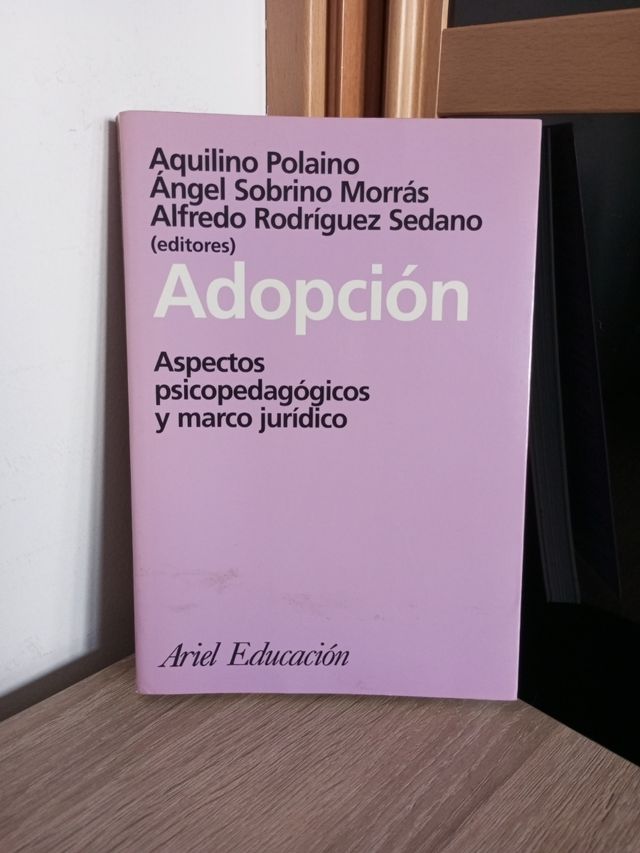 Aquilino Polaino
Ángel Sobrino Morrás
Alfredo Rodríguez Sedano
(editores)
Adopción
Aspectos
psicopedagógicos
y marco jurídico
Ariel Educación